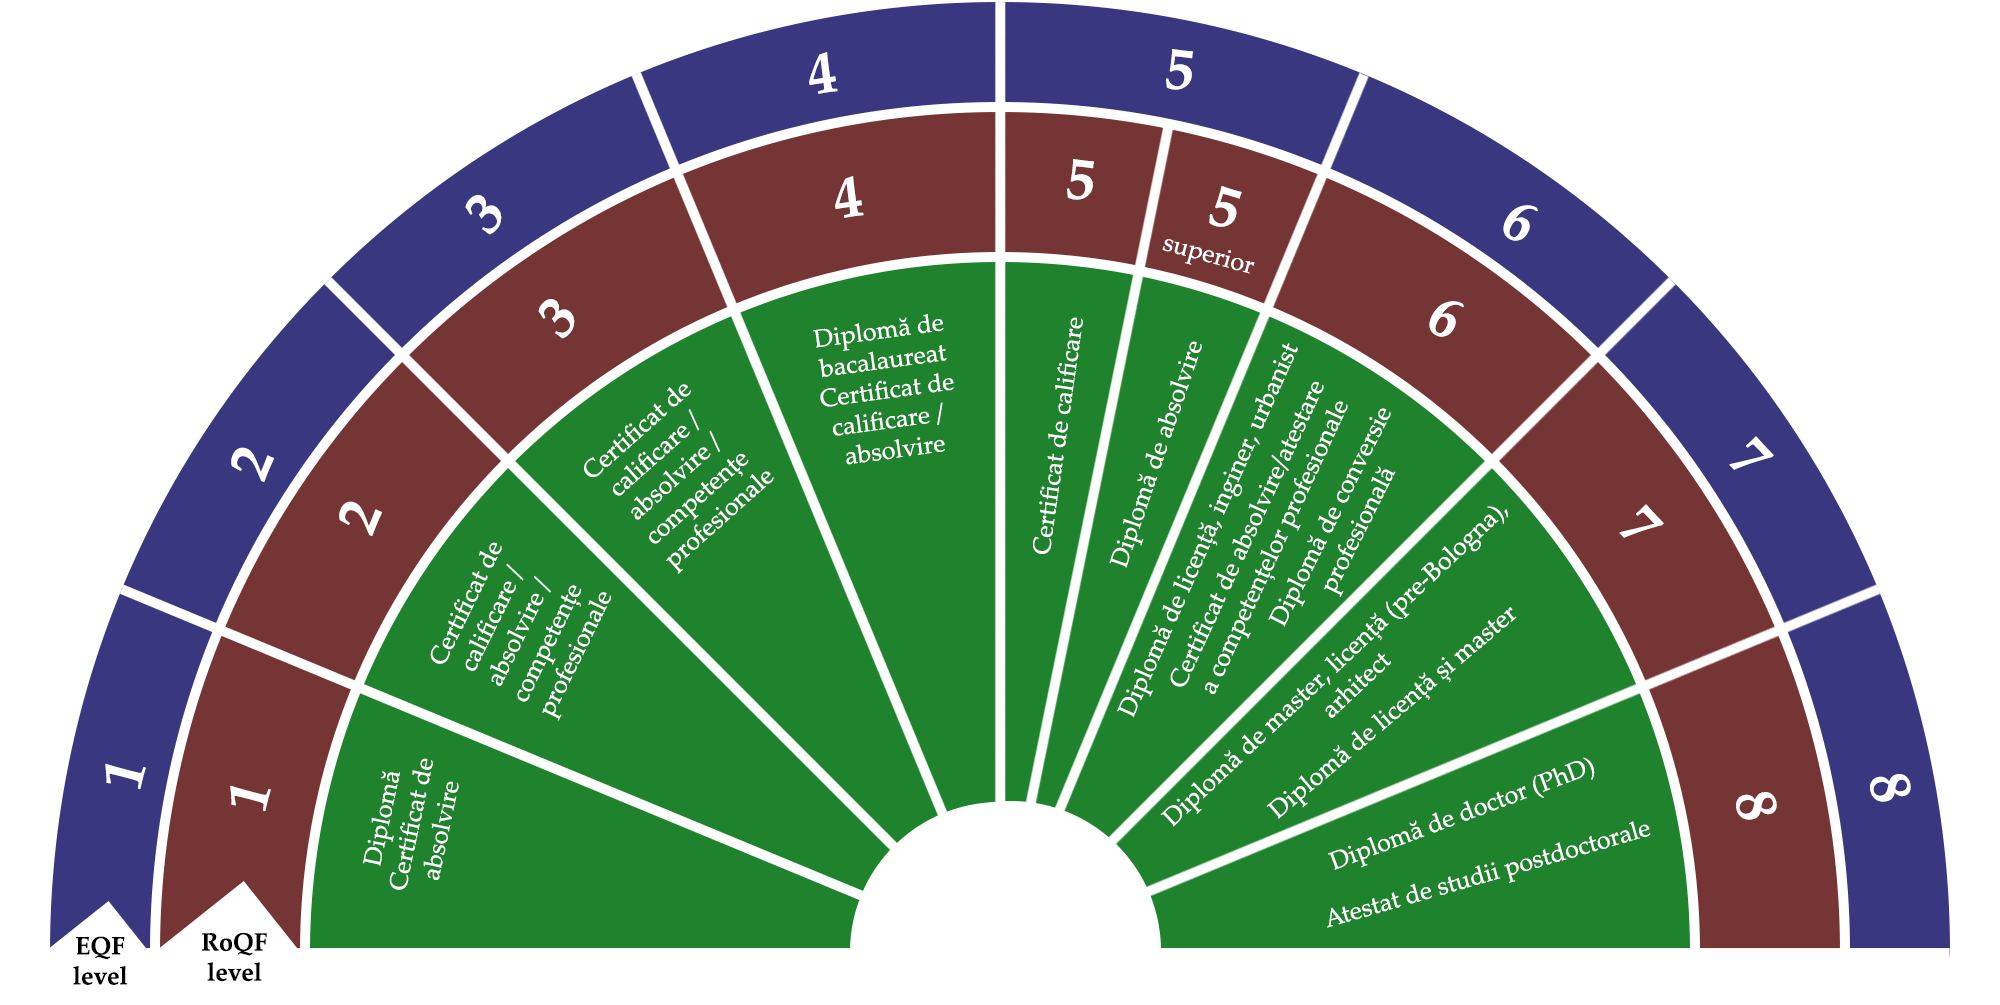 1
2
3
4
5
6
7
8
1
2
3
4
5
5
superior
6
7
8
Diplomă
Certificat de
absolvire
Certificat de
calificare /
absolvire /
competențe
profesionale
Certificat de
calificare /
absolvire /
competențe
profesionale
Diplomă de
bacalaureat
Certificat de
calificare /
absolvire
Certificat de calificare
Diplomă de absolvire
Diplomă de licență, inginer, urbanist
Certificat de absolvire/atestare
a competențelor profesionale
Diplomă de conversie
profesională
Diplomă de master, licență (pre-Bologna),
arhitect
Diplomă de licență și master
Diplomă de doctor (PhD)
Atestat de studii postdoctorale
EQF
level
RoQF
level